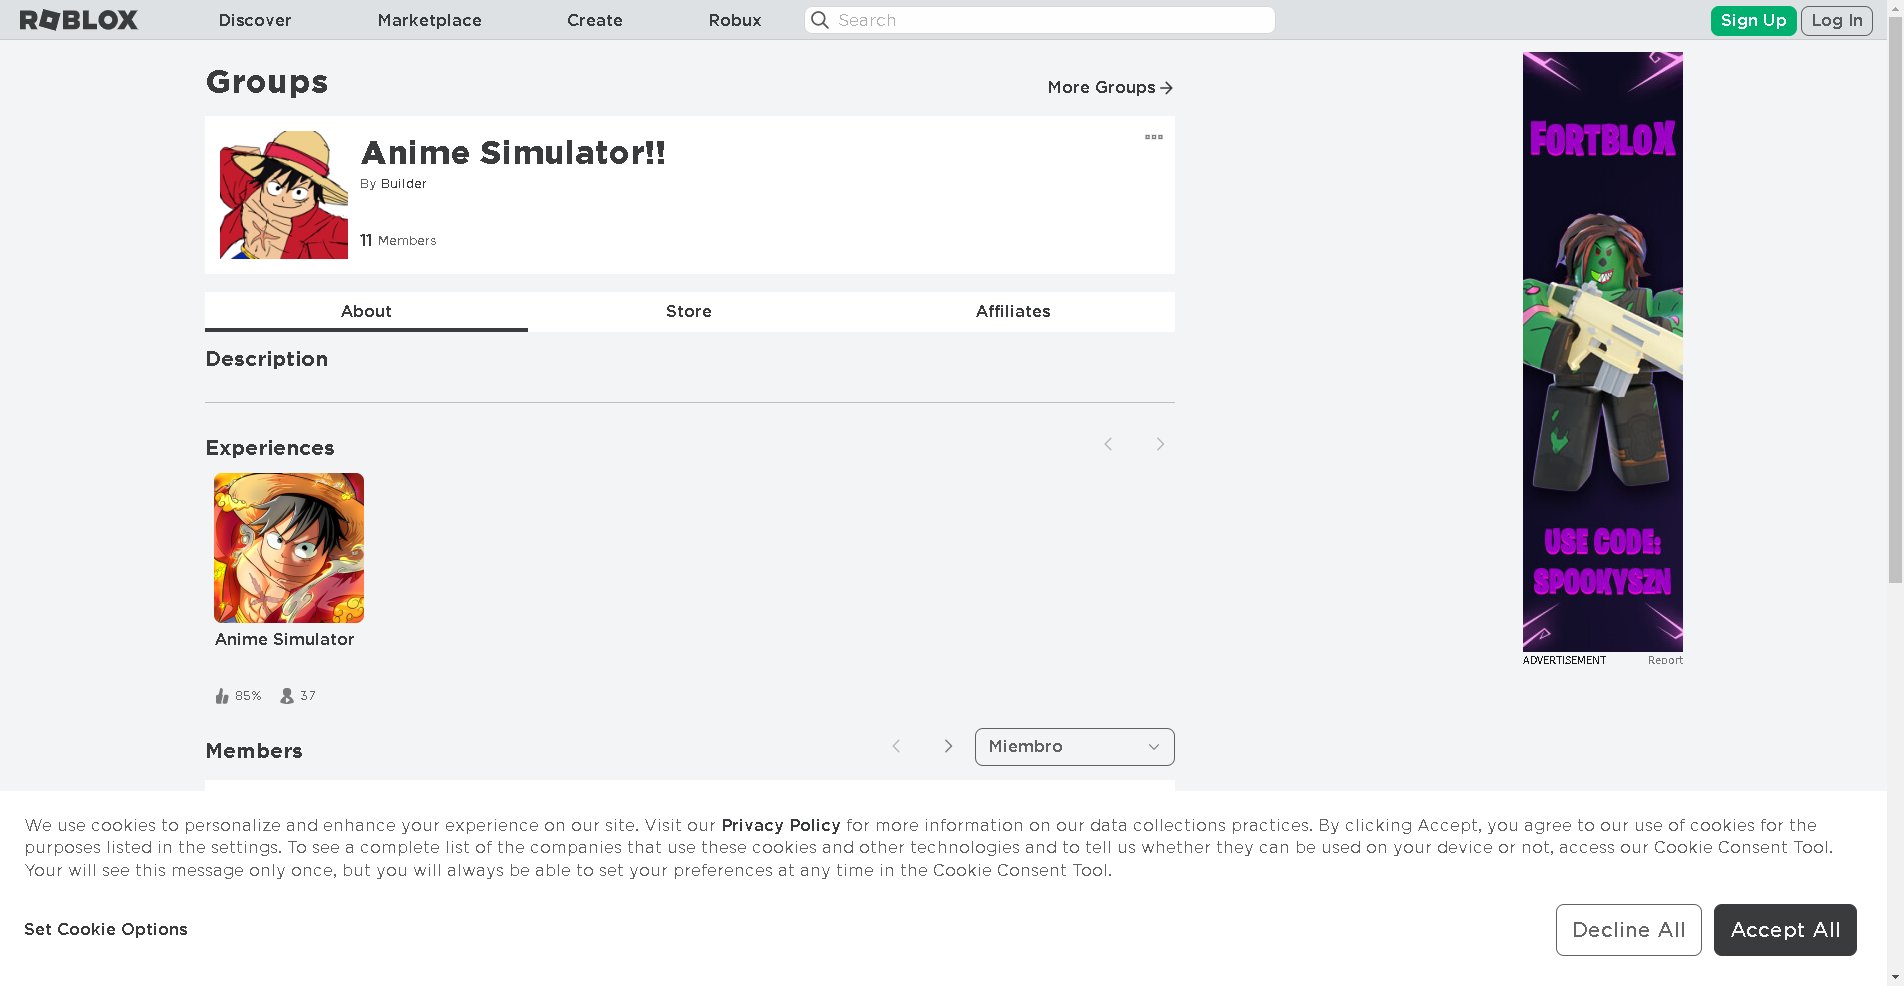 ROBLOX
Discover
Marketplace
Create
Robux
Search
Sign Up
Log In
Groups
More Groups
Anime Simulator!!
By Builder
11 Members
About
Store
Affiliates
Description
Experiences
Anime Simulator
85%
37
Members
Miembro
FORTBLOX
USE CODE:
SPOOKYSZN
ADVERTISEMENT
Report
We use cookies to personalize and enhance your experience on our site. Visit our Privacy Policy for more information on our data collections practices. By clicking Accept, you agree to our use of cookies for the
purposes listed in the settings. To see a complete list of the companies that use these cookies and other technologies and to tell us whether they can be used on your device or not, access our Cookie Consent Tool.
Your will see this message only once, but you will always be able to set your preferences at any time in the Cookie Consent Tool.
Set Cookie Options
Decline All
Accept All